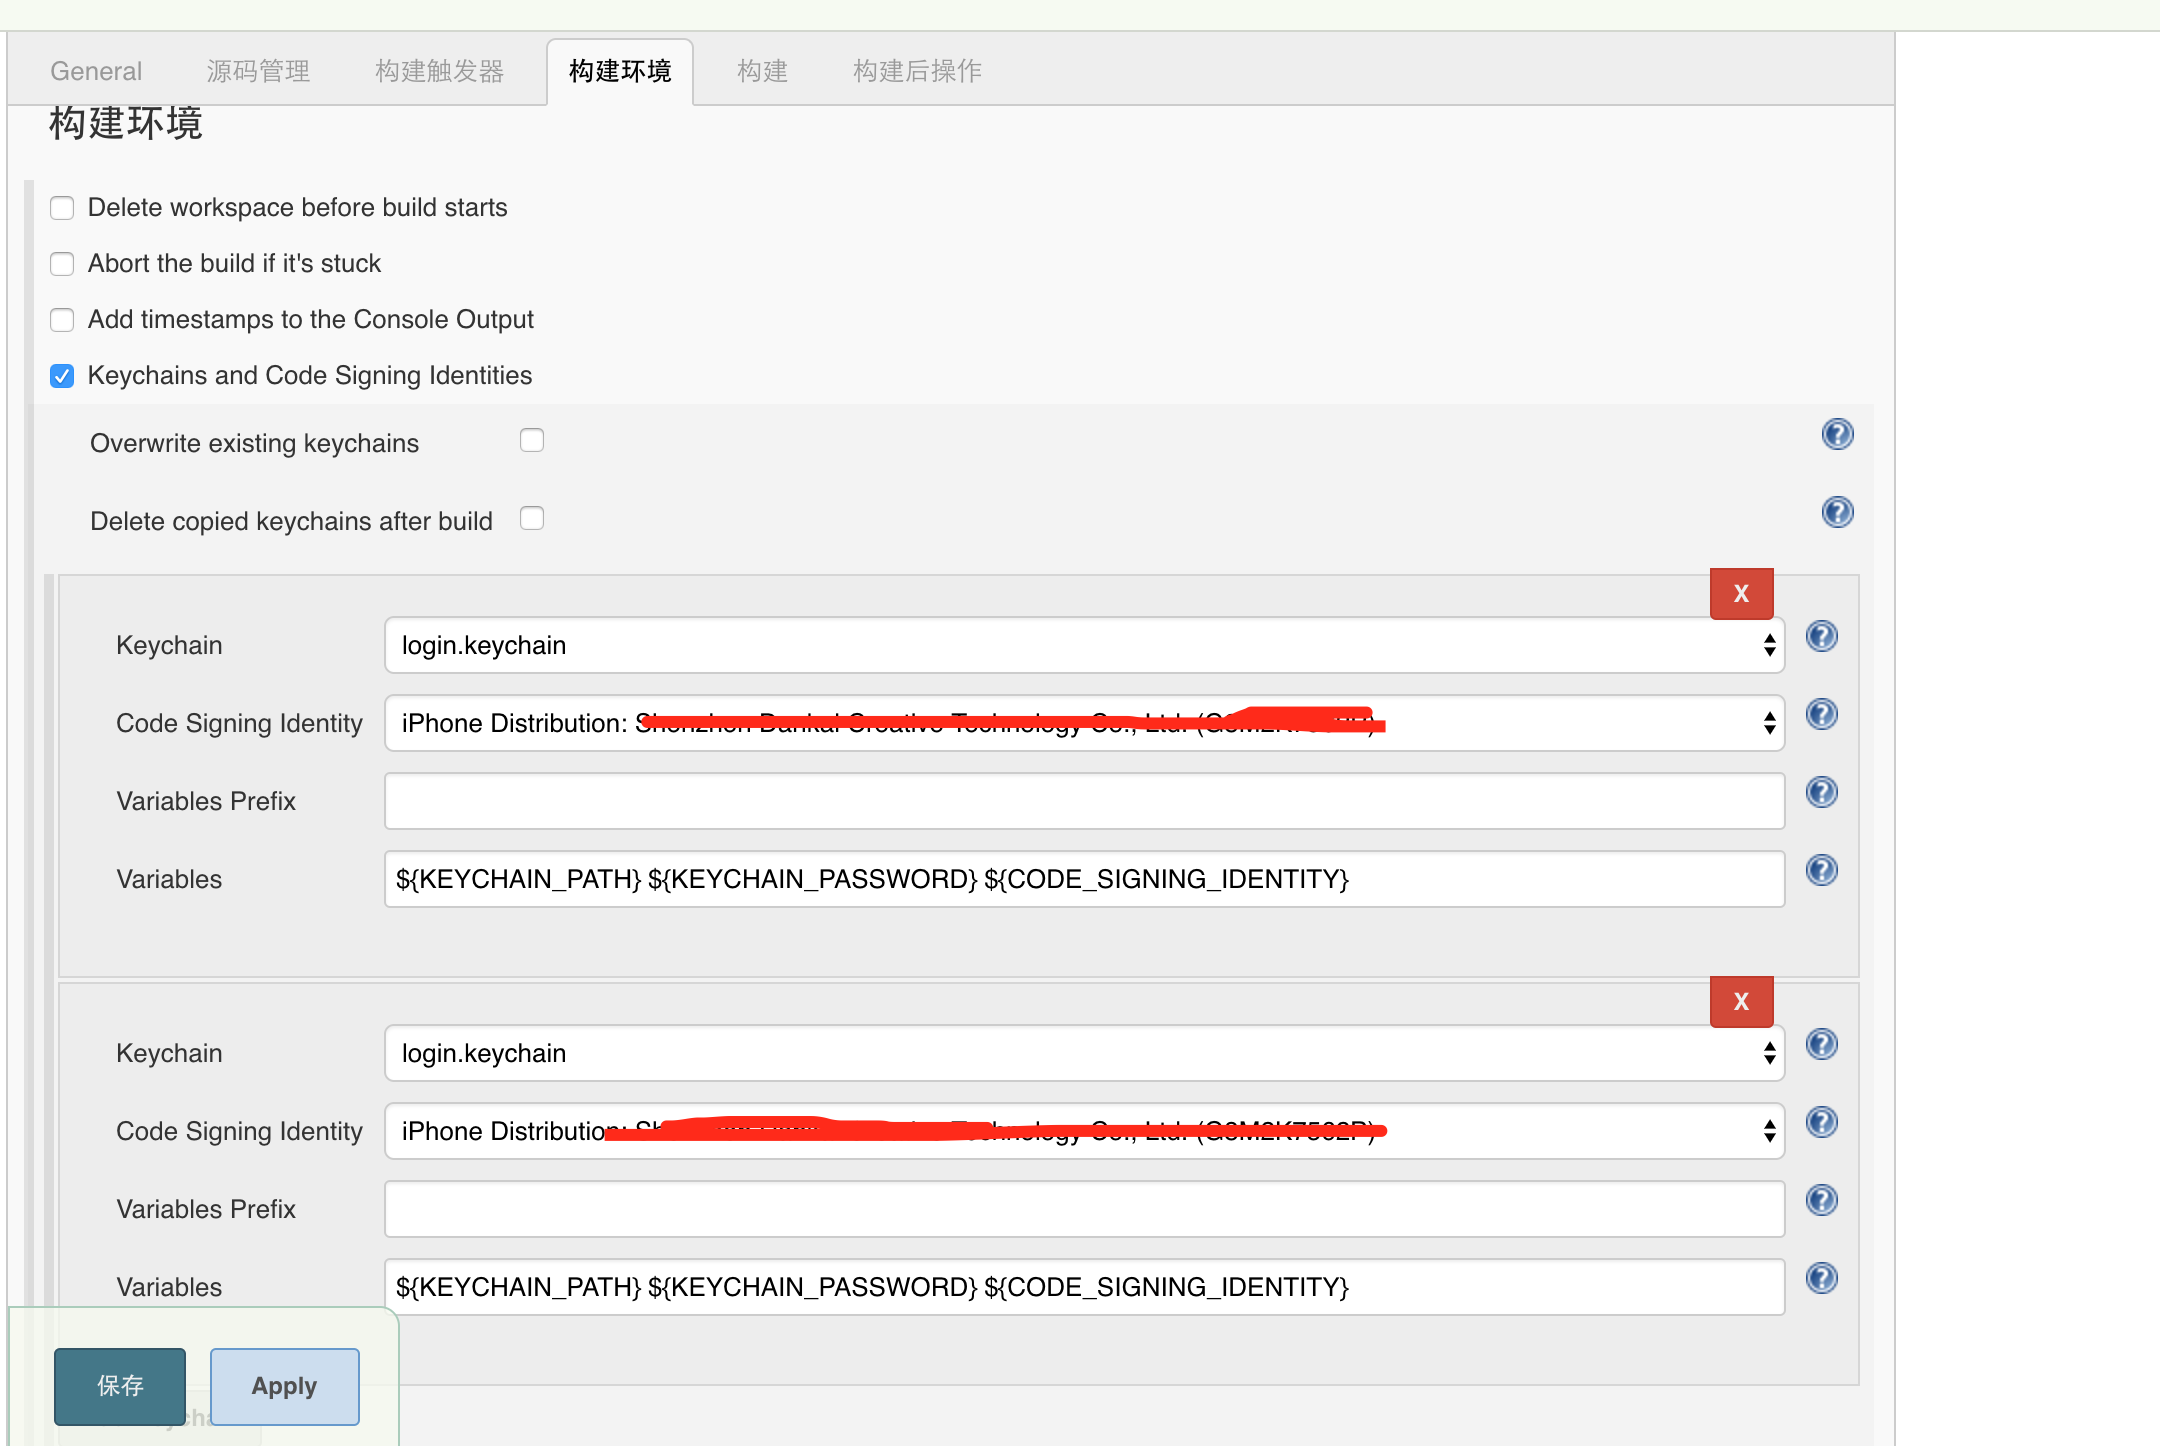 General 源码管理 构建触发器 构建环境 构建 构建后操作
构建环境
Delete workspace before build starts
Abort the build if it's stuck
Add timestamps to the Console Output
Keychains and Code Signing Identities
Overwrite existing keychains
Delete copied keychains after build
X
Keychain login.keychain
Code Signing Identity iPhone Distribution:
Variables Prefix
Variables ${KEYCHAIN_PATH} ${KEYCHAIN_PASSWORD} ${CODE_SIGNING_IDENTITY}
X
Keychain login.keychain
Code Signing Identity iPhone Distribution:
Variables Prefix
Variables ${KEYCHAIN_PATH} ${KEYCHAIN_PASSWORD} ${CODE_SIGNING_IDENTITY}
保存 Apply